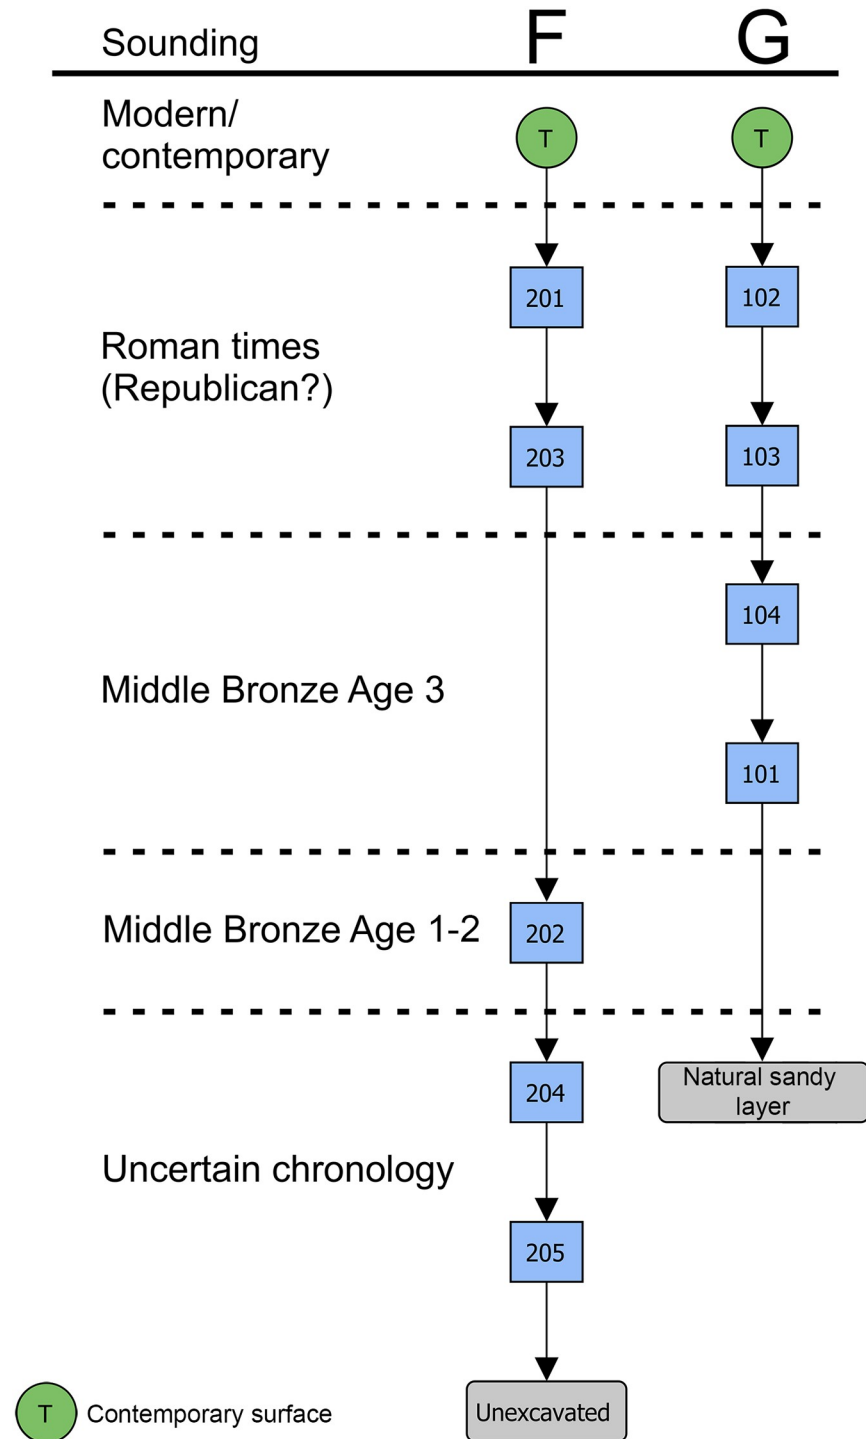 Sounding F G
Modern/
contemporary
T T
201 102
Roman times
(Republican?)
203 103
104
Middle Bronze Age 3
101
Middle Bronze Age 1-2 202
204 Natural sandy
layer
Uncertain chronology
205
T Contemporary surface Unexcavated